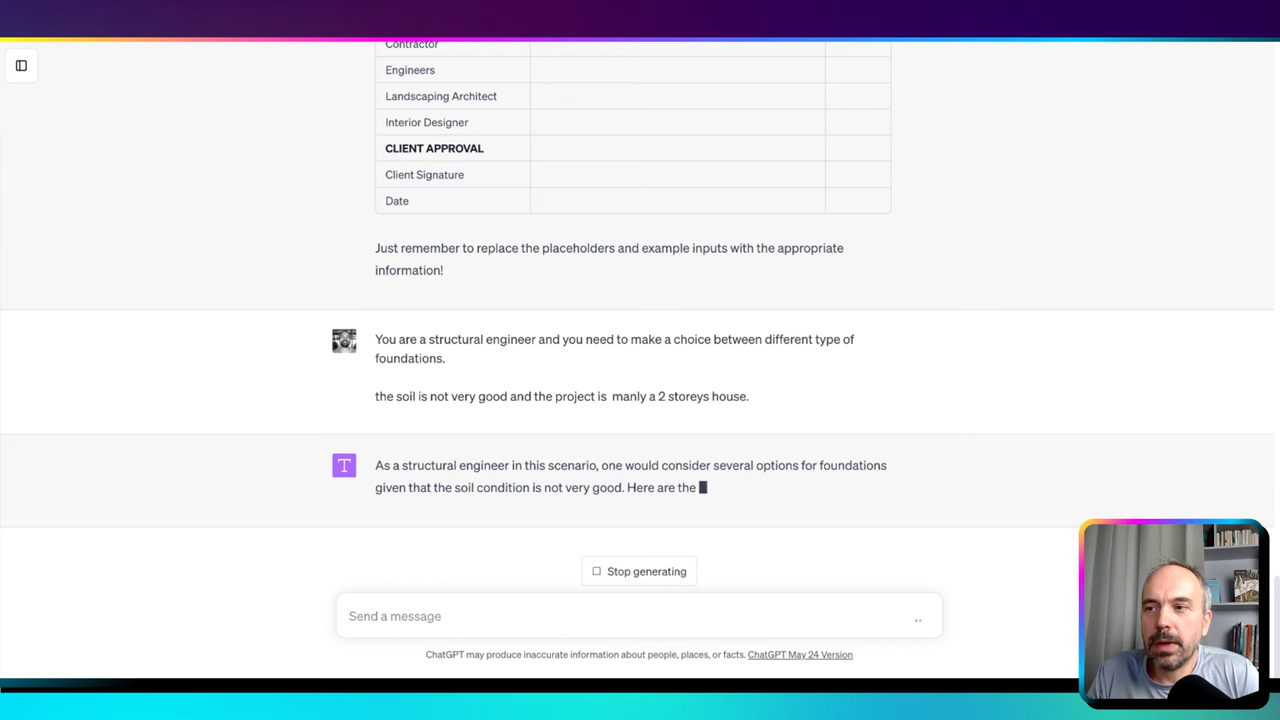 Contractor
Engineers
Landscaping Architect
Interior Designer
CLIENT APPROVAL
Client Signature
Date
Just remember to replace the placeholders and example inputs with the appropriate
information!
You are a structural engineer and you need to make a choice between different type of
foundations.
the soil is not very good and the project is  manly a 2 storeys house.
T
As a structural engineer in this scenario, one would consider several options for foundations
given that the soil condition is not very good. Here are the
Stop generating
Send a message
ChatGPT may produce inaccurate information about people, places, or facts. ChatGPT May 24 Version